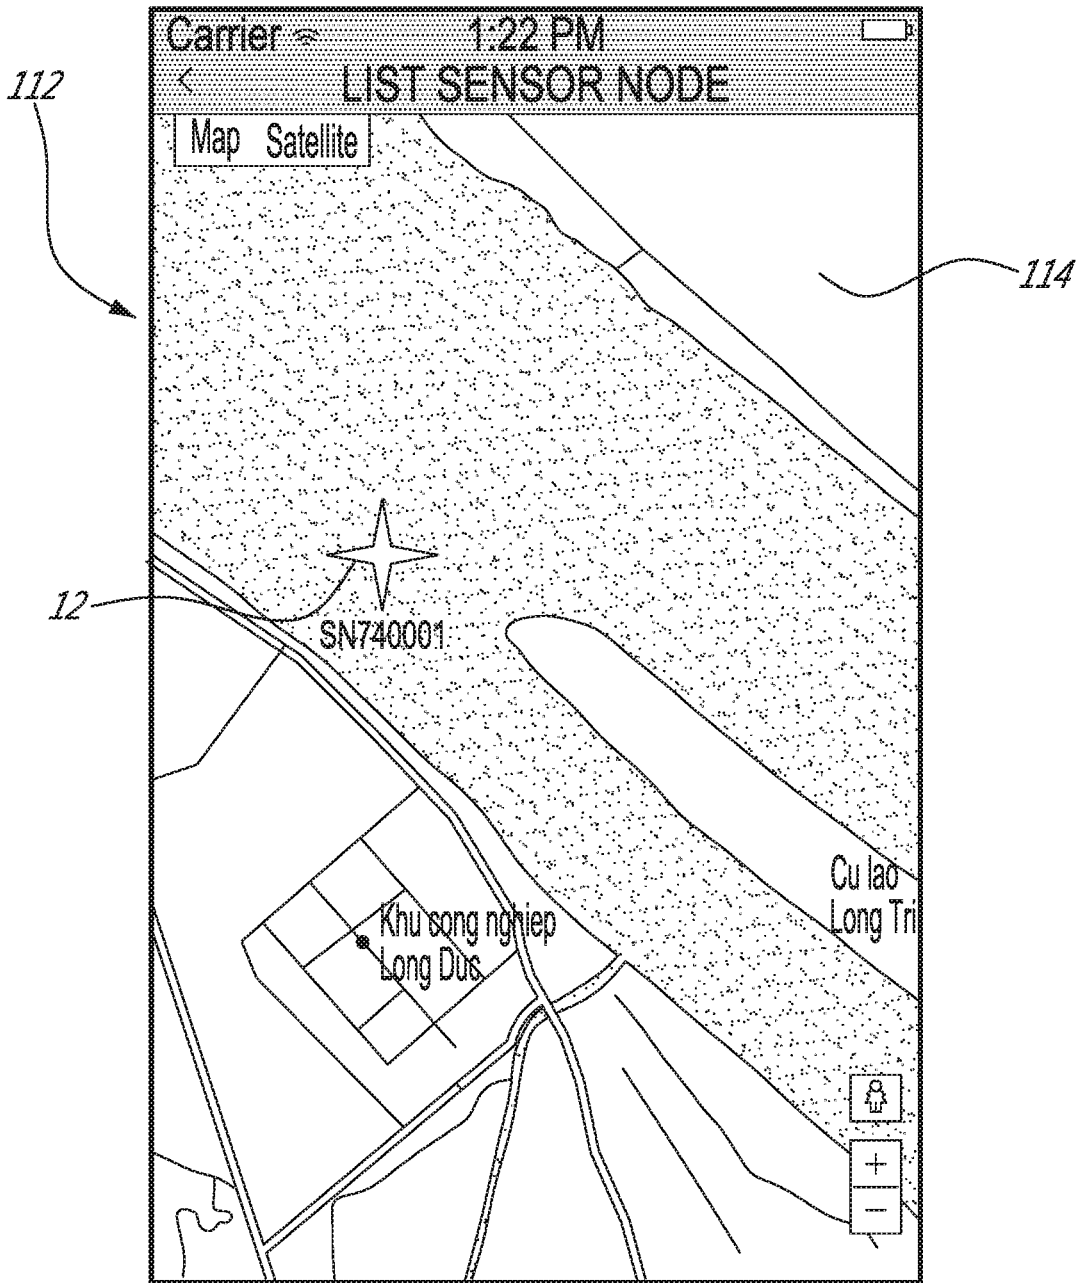 Carrier 1:22 PM
LIST SENSOR NODE
112
Map Satellite
114
12
SN740001
Cu lao
Long Tri
Khu song nghiep
Long Duc
+
-